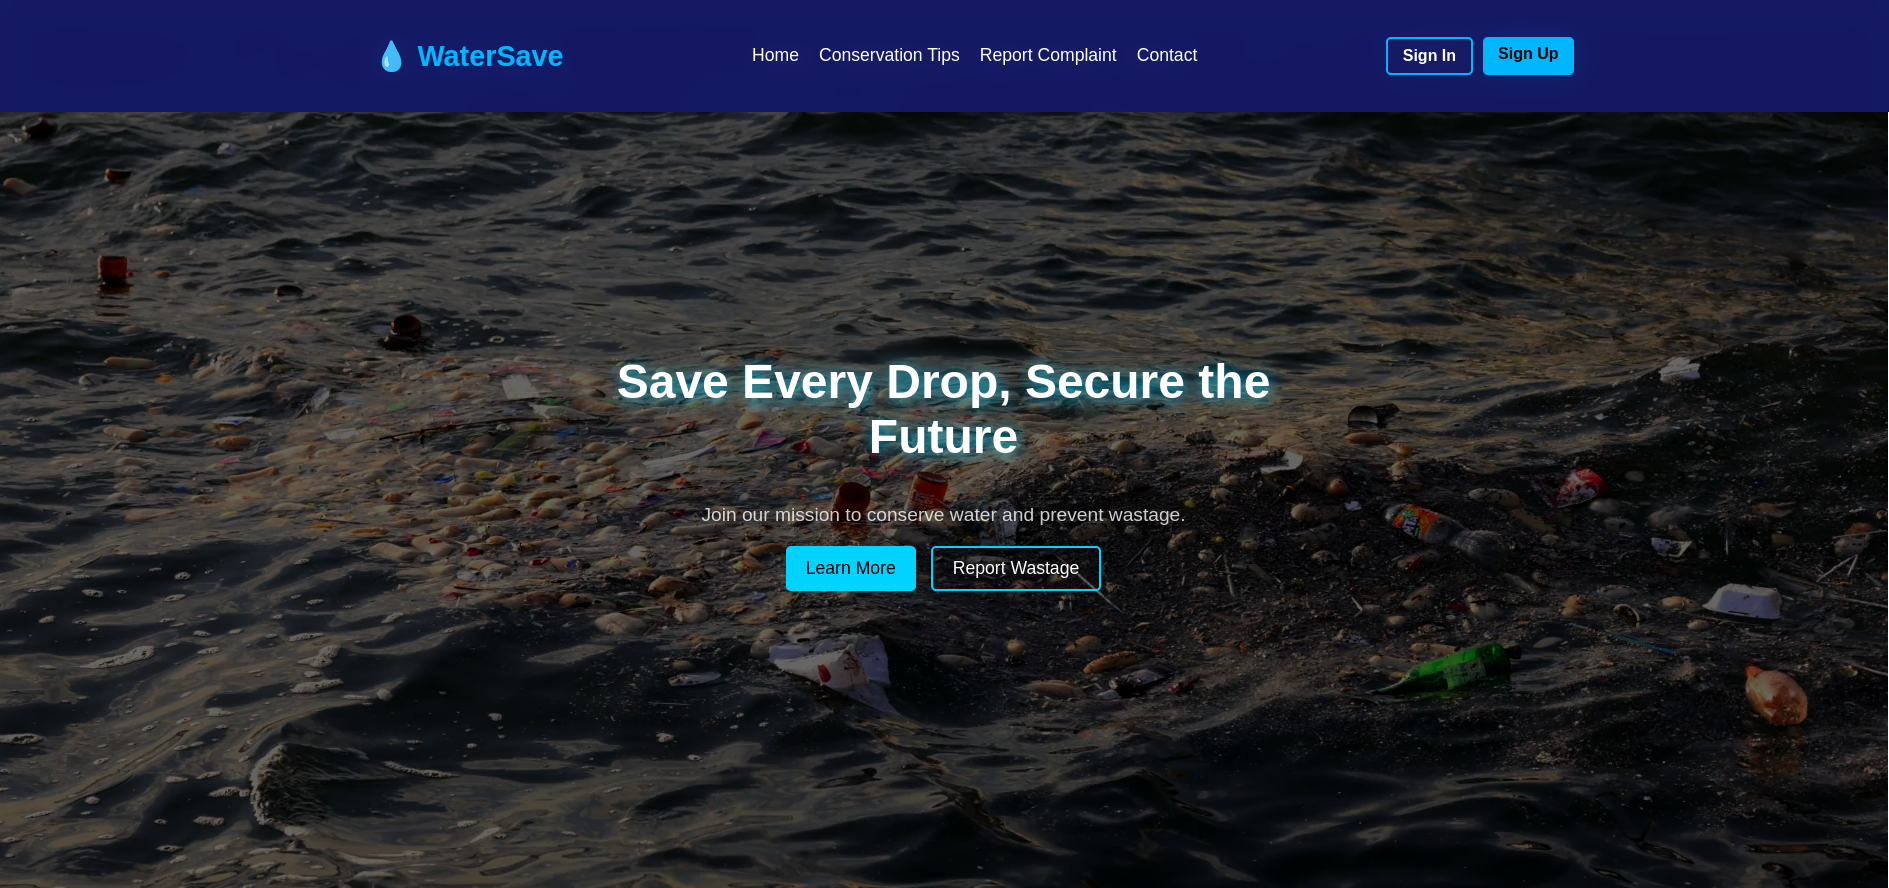 WaterSave
Home Conservation Tips Report Complaint Contact
Sign In Sign Up
Save Every Drop, Secure the
Future
Join our mission to conserve water and prevent wastage.
Learn More Report Wastage